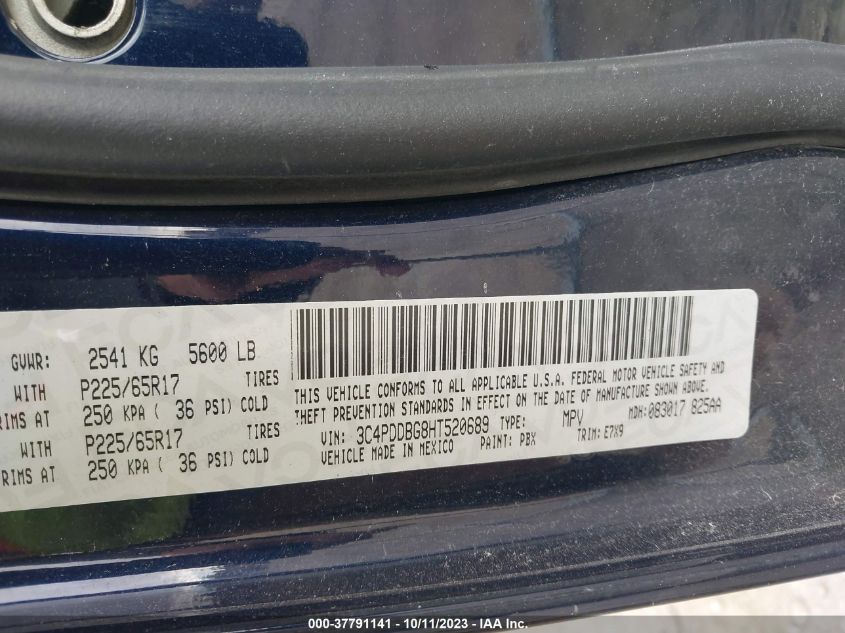 GVWR: 2541 KG 5600 LB
WITH P225/65R17 TIRES
RIMS AT 250 KPA ( 36 PSI) COLD
WITH P225/65R17 TIRES
RIMS AT 250 KPA ( 36 PSI) COLD
THIS VEHICLE CONFORMS TO ALL APPLICABLE U.S.A. FEDERAL MOTOR VEHICLE SAFETY AND
THEFT PREVENTION STANDARDS IN EFFECT ON THE DATE OF MANUFACTURE SHOWN ABOVE.
VIN: 3C4PDDBG8HT520689 TYPE: MPV MDH:083017 825AA
VEHICLE MADE IN MEXICO PAINT: PBX TRIM: E7X9
000-37791141 - 10/11/2023 - IAA Inc.